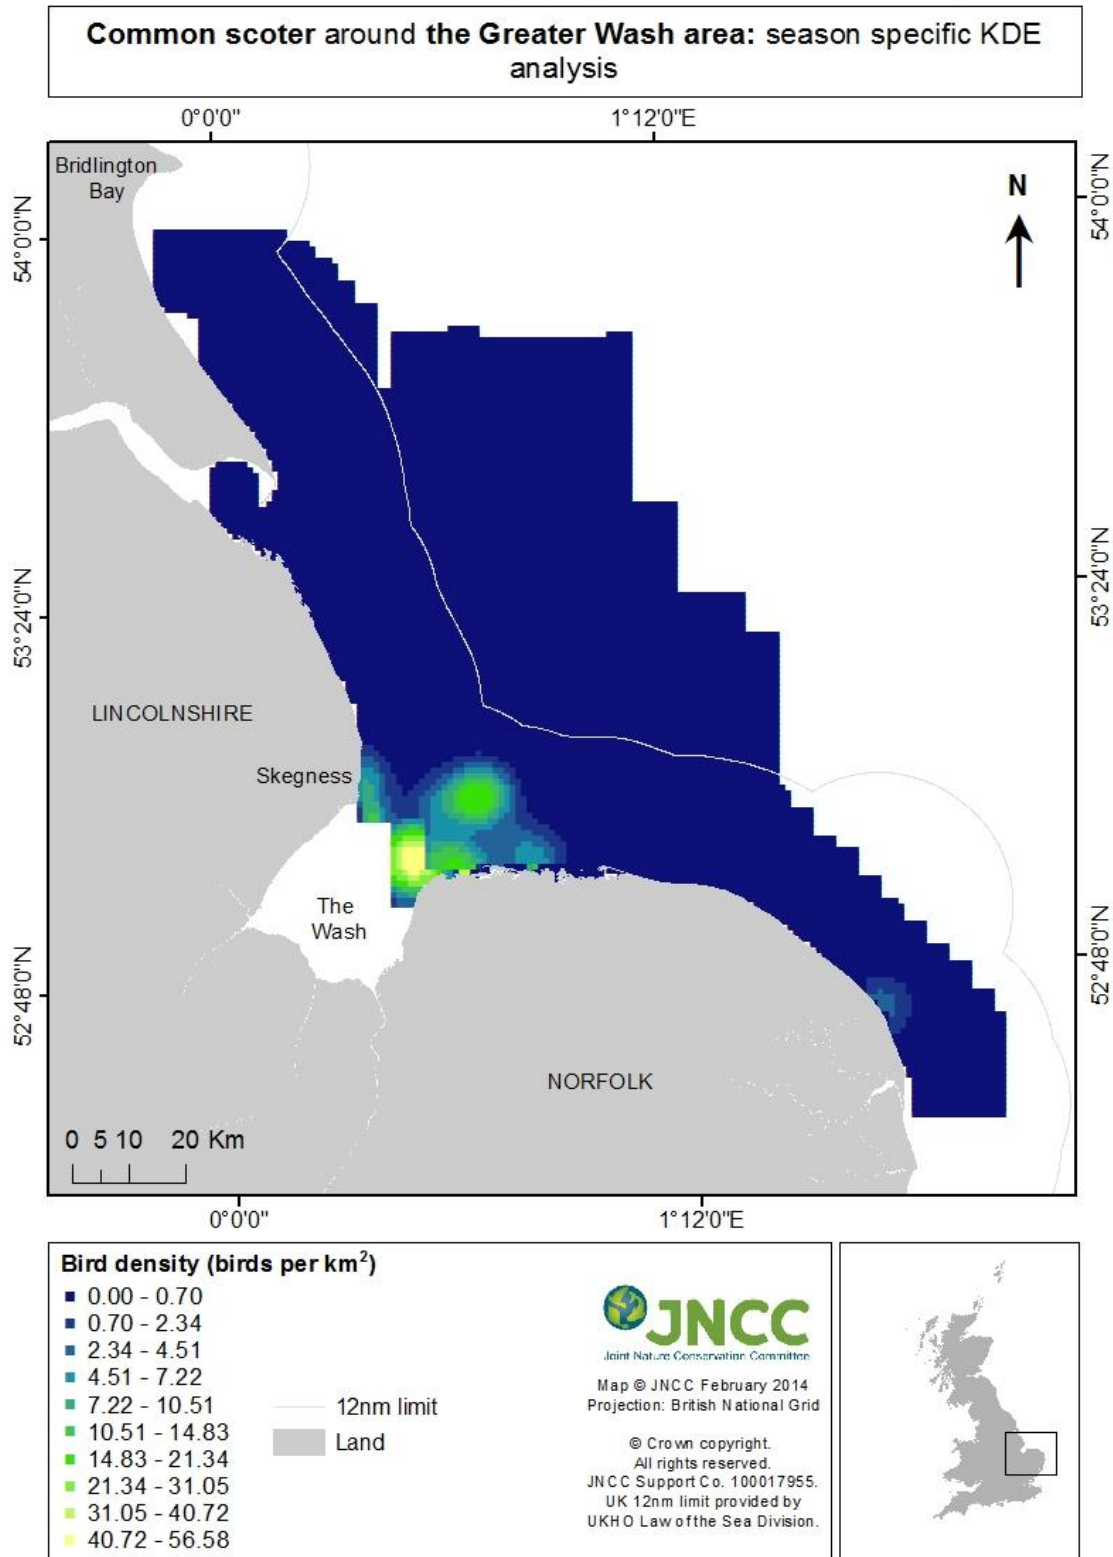 Common scoter around the Greater Wash area: season specific KDE
analysis
0°0'0"
1°12'0"E
Bridlington
Bay
N
54°0'0"N
54°0'0"N
53°24'0"N
53°24'0"N
LINCOLNSHIRE
Skegness
The
Wash
52°48'0"N
52°48'0"N
NORFOLK
0 5 10 20 Km
0°0'0"
1°12'0"E
Bird density (birds per km²)
0.00 - 0.70
0.70 - 2.34
2.34 - 4.51
4.51 - 7.22
7.22 - 10.51
10.51 - 14.83
14.83 - 21.34
21.34 - 31.05
31.05 - 40.72
40.72 - 56.58
12nm limit
Land
JNCC
Joint Nature Conservation Committee
Map © JNCC February 2014
Projection: British National Grid
© Crown copyright.
All rights reserved.
JNCC Support Co. 100017955.
UK 12nm limit provided by
UKHO Law of the Sea Division.